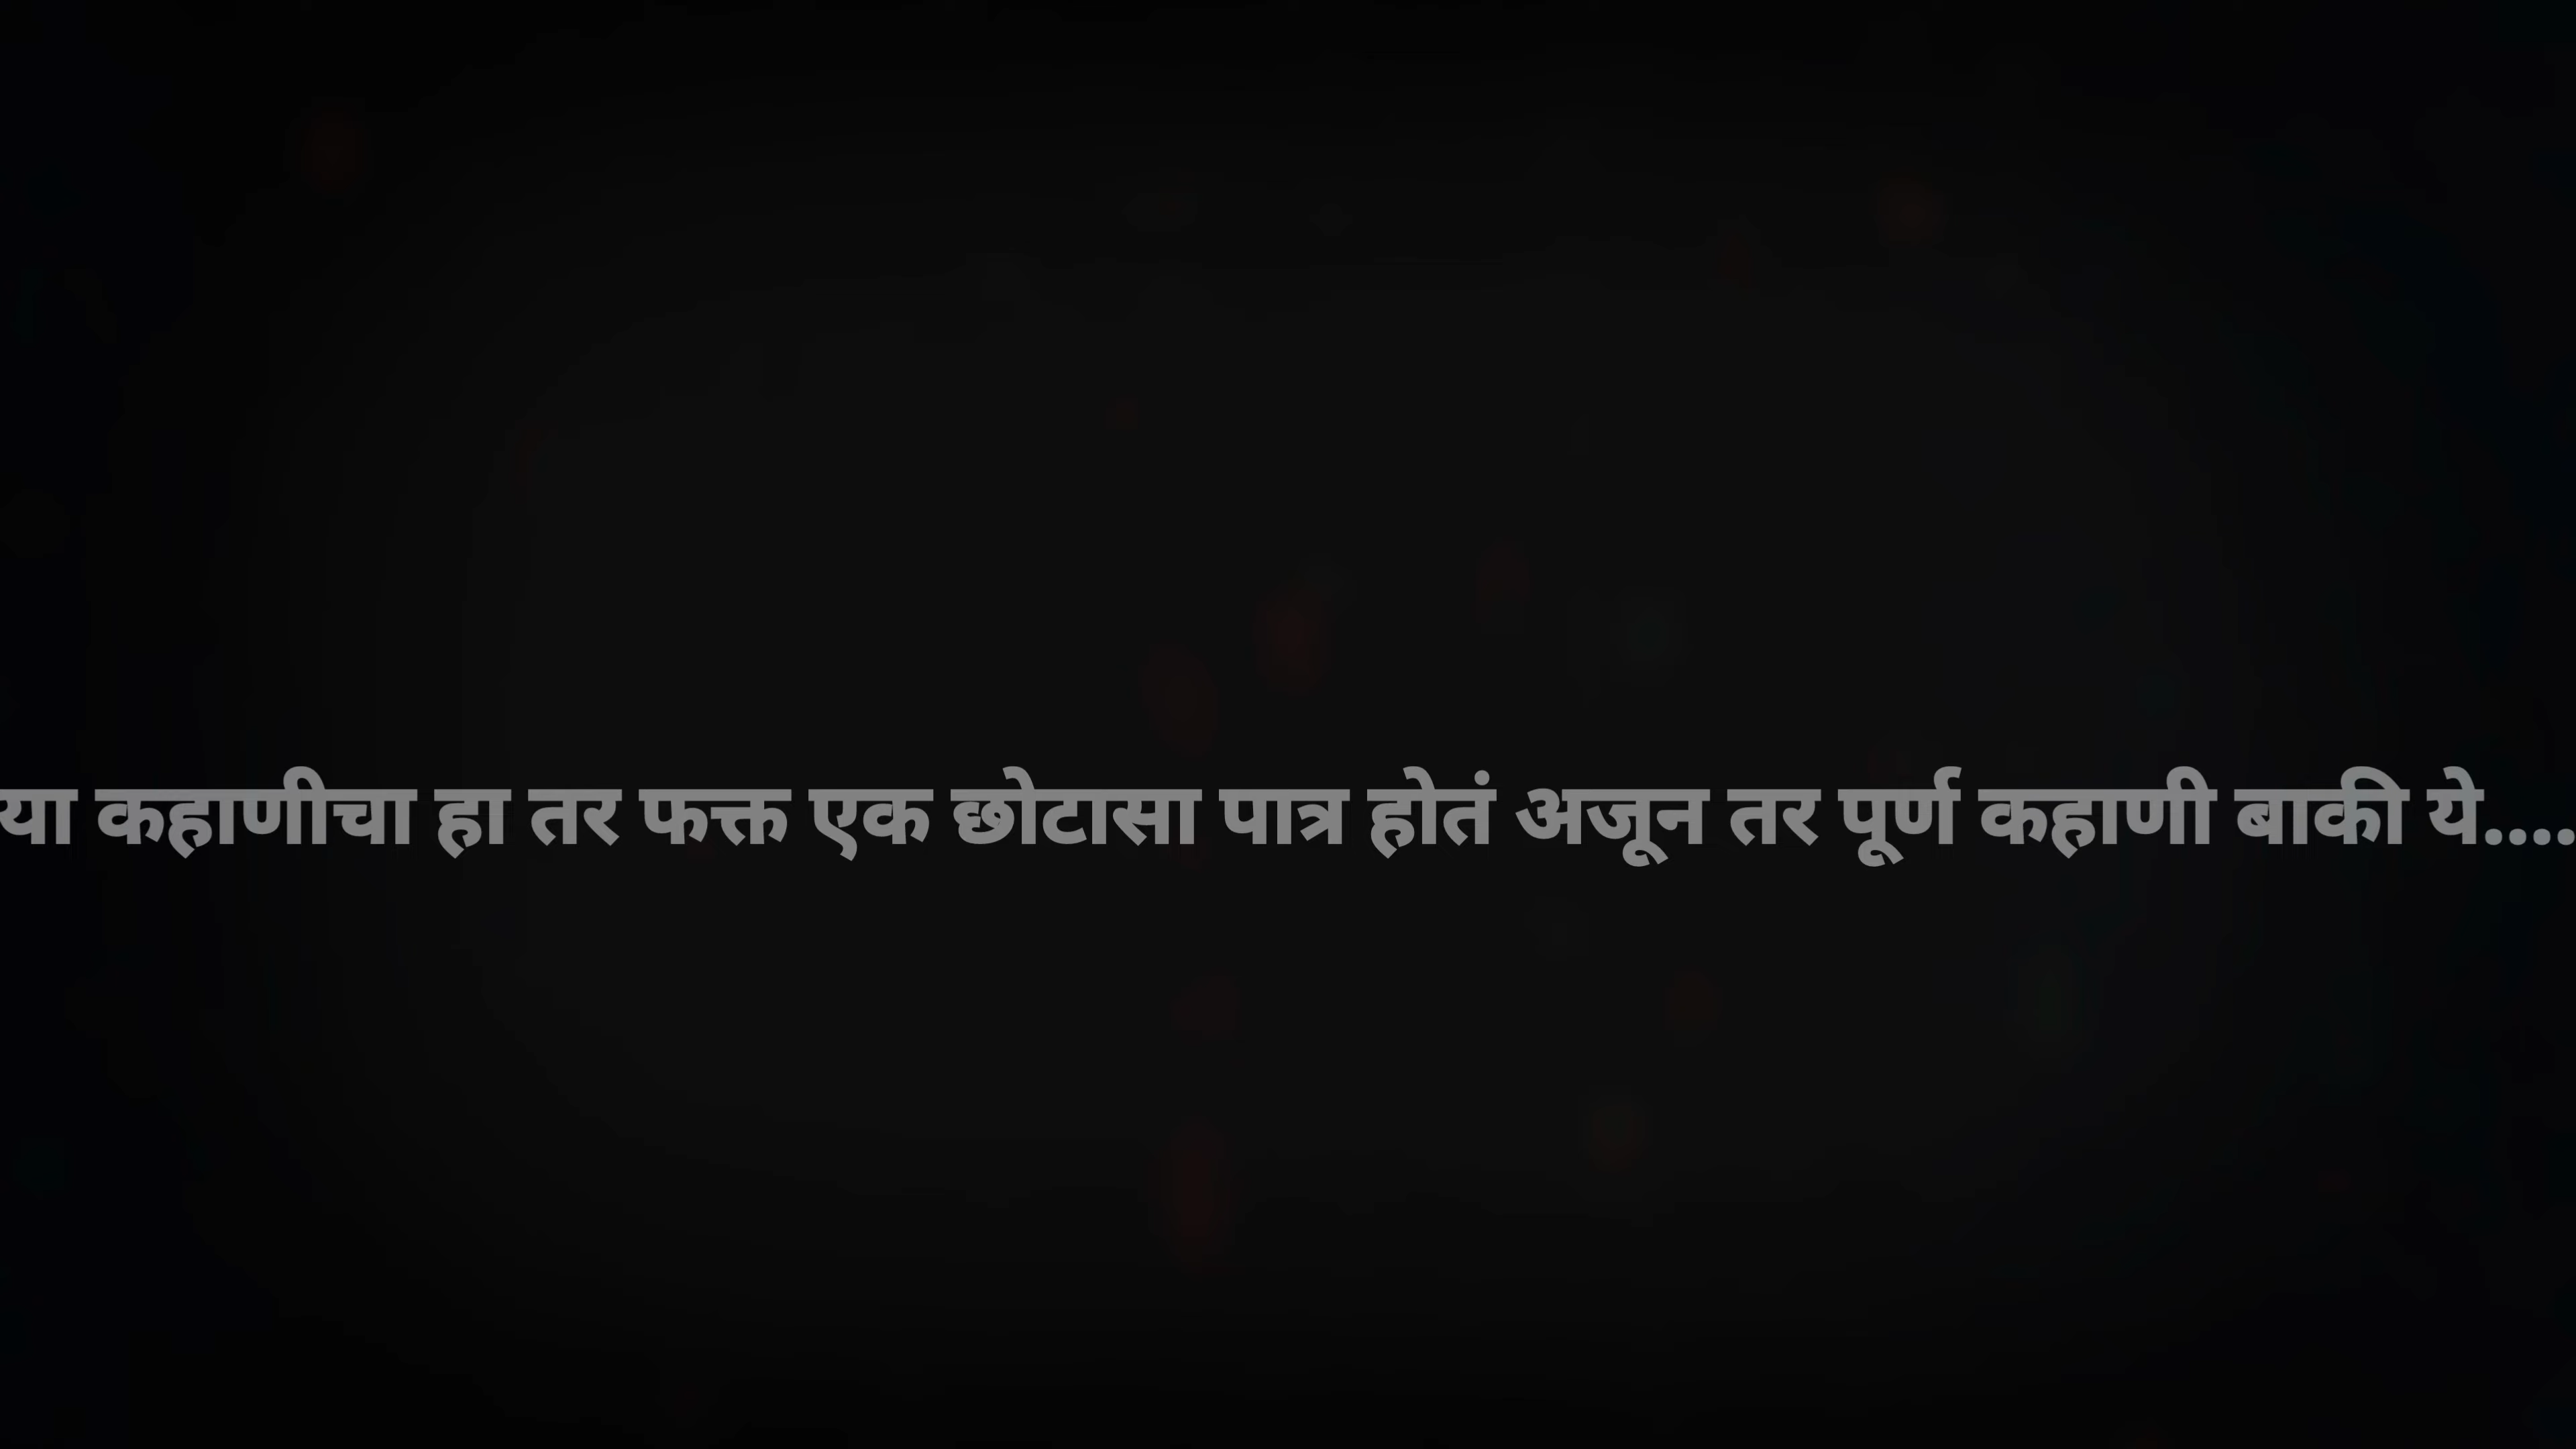 या कहाणीचा हा तर फक्त एक छोटासा पात्र होतं अजून तर पूर्ण कहाणी बाकी ये....